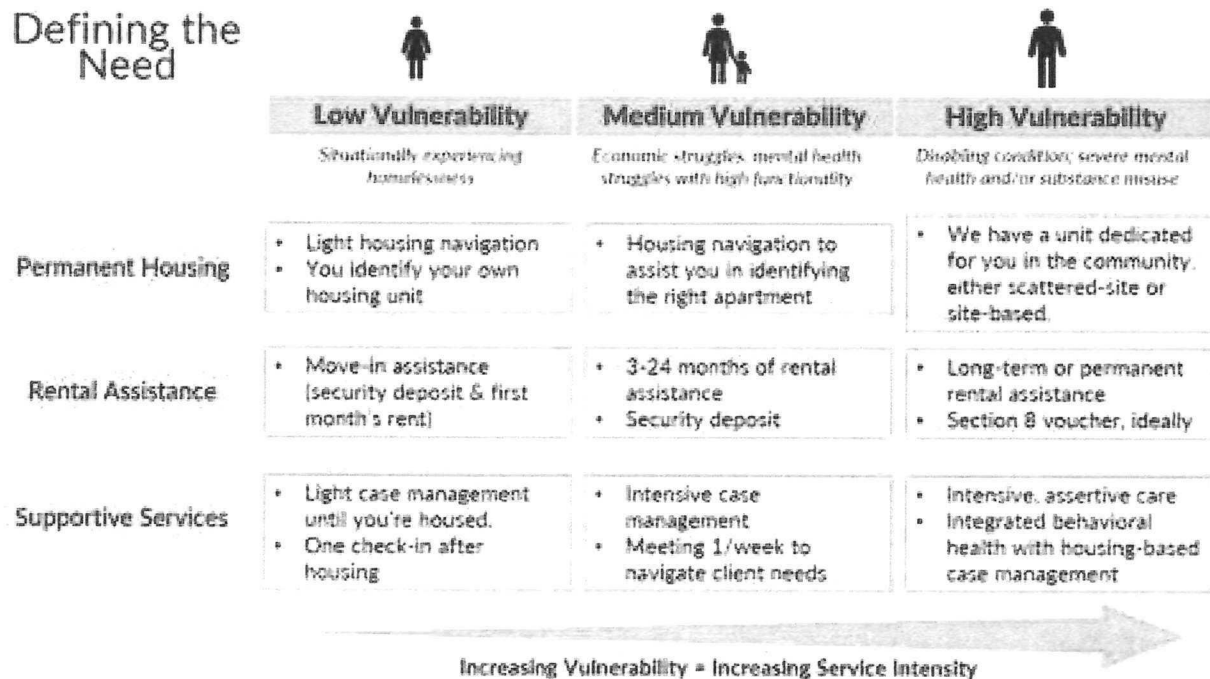 Defining the
Need
Low Vulnerability
Medium Vulnerability
High Vulnerability
Situationally experiencing
homelessness
Economic struggles, mental health
struggles with high functionality
Disabling condition; severe mental
health and/or substance misuse
Permanent Housing
• Light housing navigation
• You identify your own
housing unit
• Housing navigation to
assist you in identifying
the right apartment
• We have a unit dedicated
for you in the community,
either scattered-site or
site-based.
Rental Assistance
• Move-in assistance
(security deposit & first
month's rent)
• 3-24 months of rental
assistance
• Security deposit
• Long-term or permanent
rental assistance
• Section 8 voucher, ideally
Supportive Services
• Light case management
until you're housed.
• One check-in after
housing
• Intensive case
management
• Meeting 1/week to
navigate client needs
• Intensive, assertive care
• Integrated behavioral
health with housing-based
case management
Increasing Vulnerability = Increasing Service Intensity